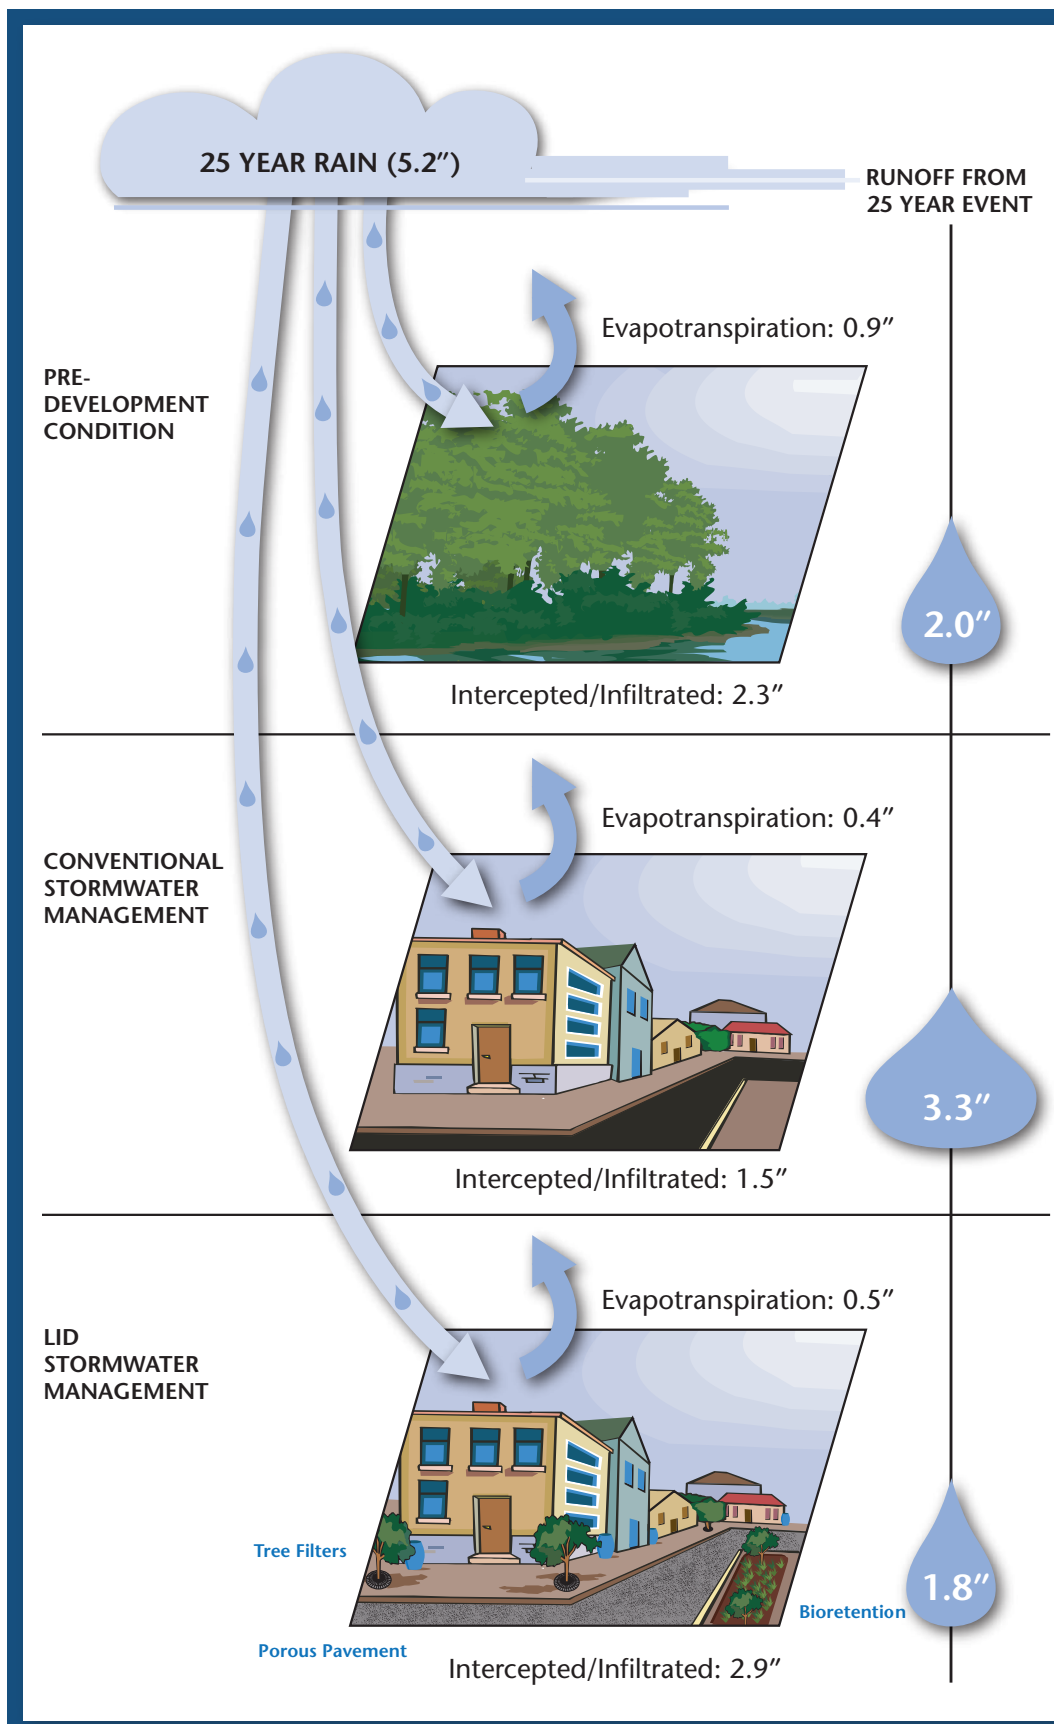 25 YEAR RAIN (5.2″)
RUNOFF FROM
25 YEAR EVENT
Evapotranspiration: 0.9″
PRE-
DEVELOPMENT
CONDITION
2.0″
Intercepted/Infiltrated: 2.3″
Evapotranspiration: 0.4″
CONVENTIONAL
STORMWATER
MANAGEMENT
3.3″
Intercepted/Infiltrated: 1.5″
Evapotranspiration: 0.5″
LID
STORMWATER
MANAGEMENT
Tree Filters
1.8″
Bioretention
Porous Pavement
Intercepted/Infiltrated: 2.9″